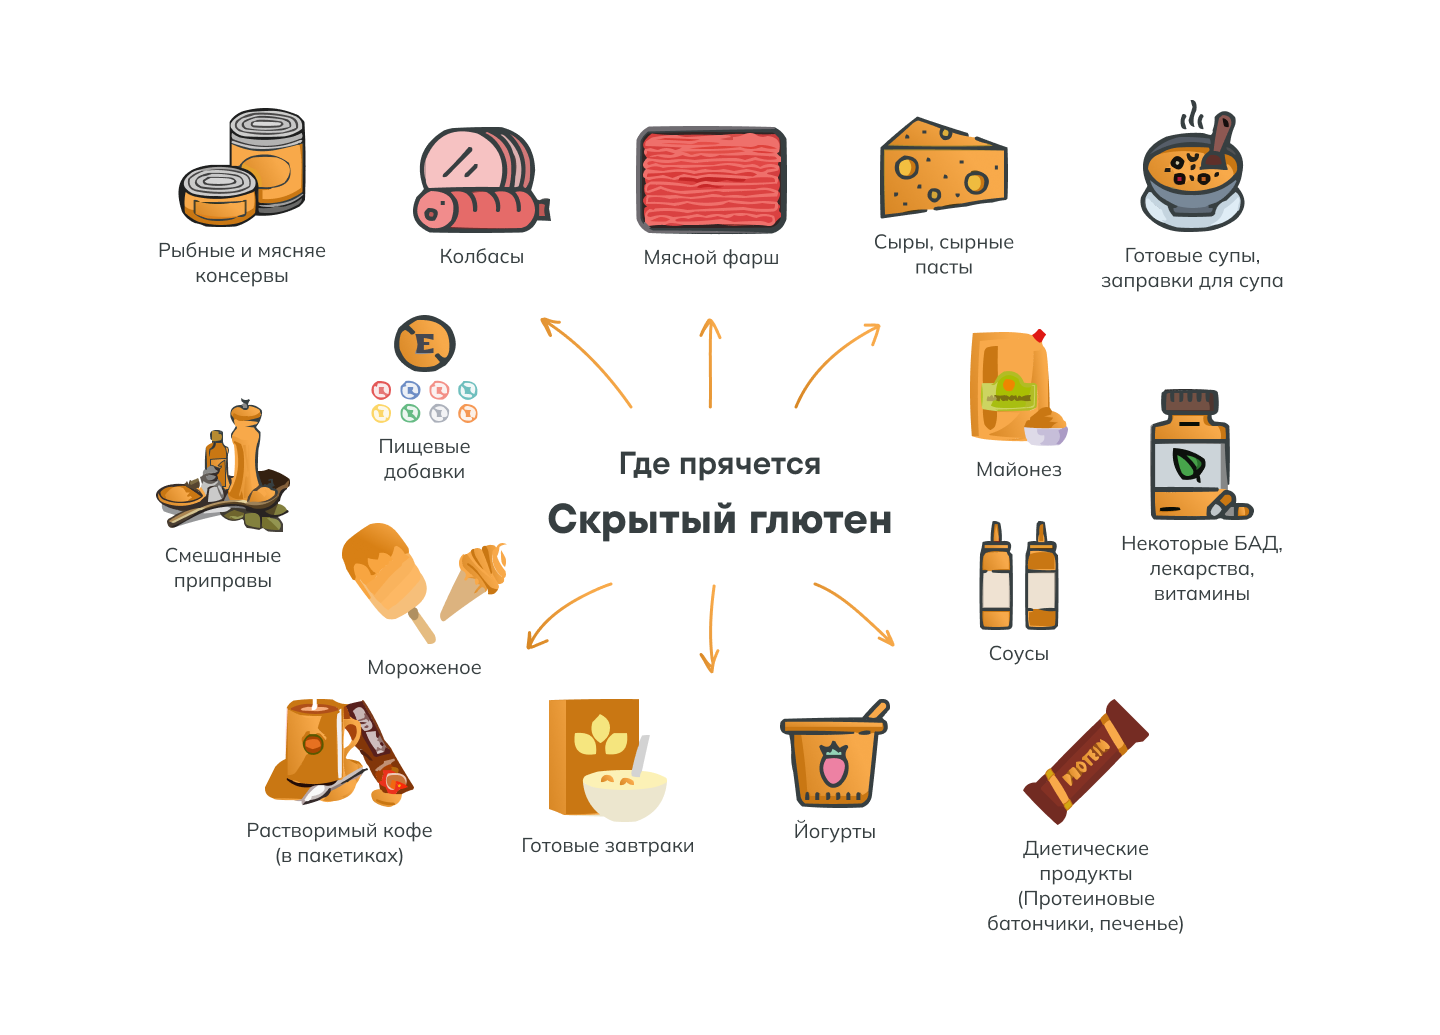 Рыбные и мясняе
консервы
Колбасы
Мясной фарш
Сыры, сырные
пасты
Готовые супы,
заправки для супа
E
Пищевые
добавки
Майонез
Смешанные
приправы
Некоторые БАД,
лекарства,
витамины
Где прячется
Скрытый глютен
Мороженое
Соусы
Растворимый кофе
(в пакетиках)
Готовые завтраки
Йогурты
PROTEIN
Диетические
продукты
(Протеиновые
батончики, печенье)